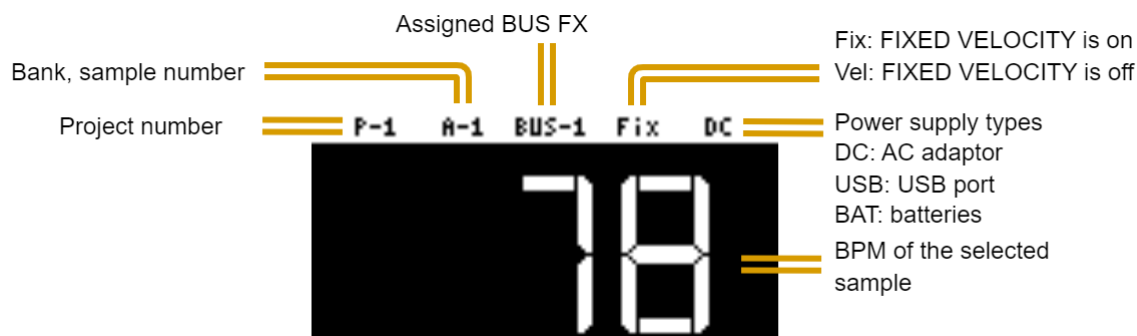 Assigned BUS FX
Fix: FIXED VELOCITY is on
Vel: FIXED VELOCITY is off
Bank, sample number
Project number
P-1 A-1 BUS-1 Fix DC
Power supply types
DC: AC adaptor
USB: USB port
BAT: batteries
78
BPM of the selected
sample